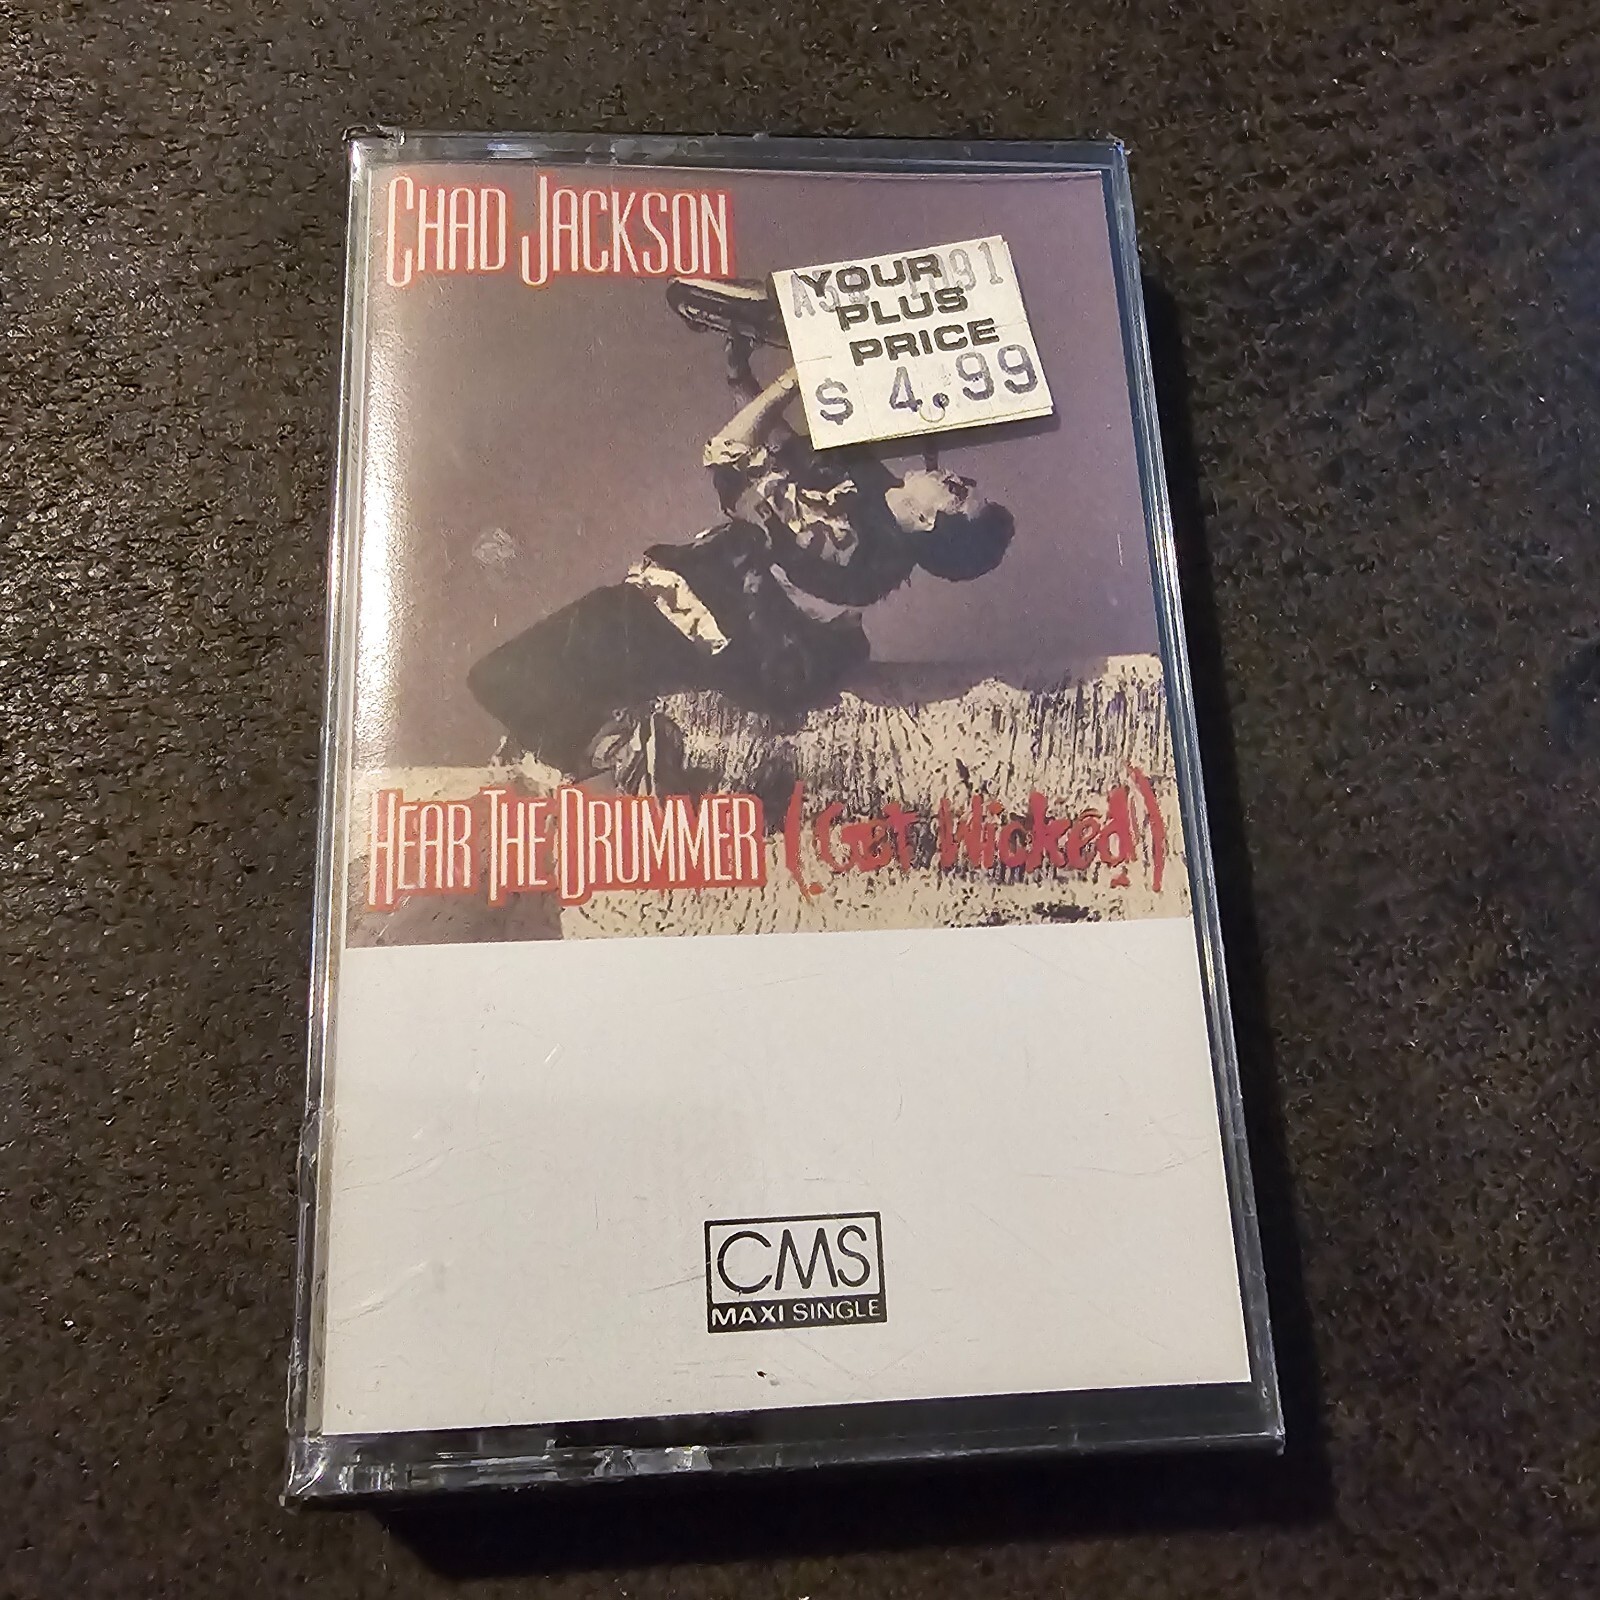 CHAD JACKSON
YOUR
PLUS
PRICE
$ 4.99
HEAR THE DRUMMER (Get Wicked)
CMS
MAXI SINGLE